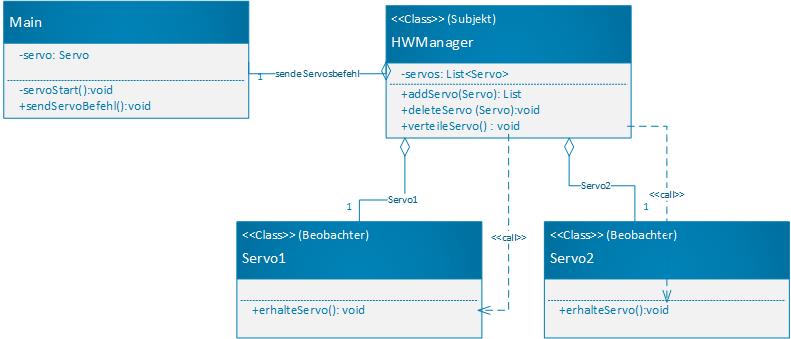 Main
-servo: Servo
-servoStart():void
+sendServoBefehl():void
1
sende Servosbefehl
<<Class>> (Subjekt)
HWManager
-servos: List<Servo>
+addServo(Servo): List
+deleteServo (Servo):void
+verteileServo() : void
Servo1
1
<<call>>
Servo2
1
<<call>>
<<Class>> (Beobachter)
Servo1
+erhalteServo(): void
<<Class>> (Beobachter)
Servo2
+erhalteServo():void